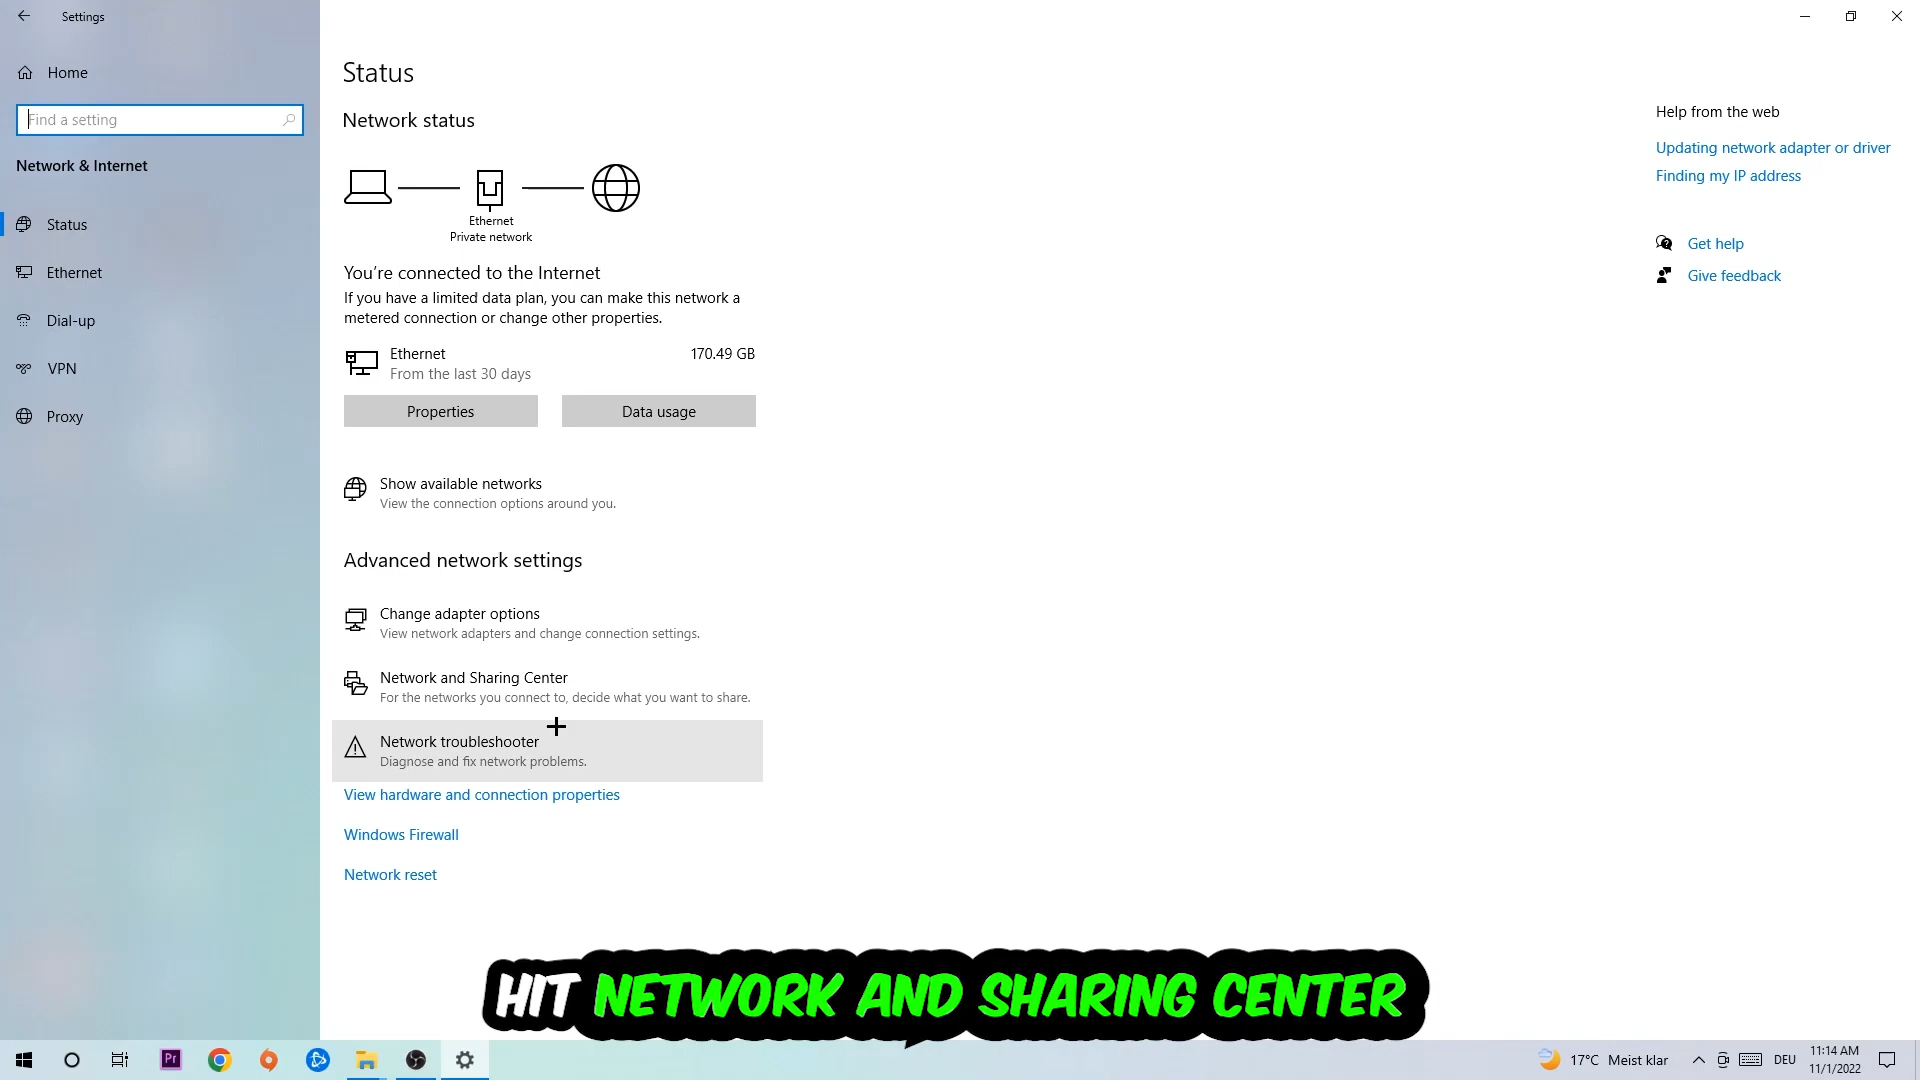 Settings
Home
Find a setting
Network & Internet
Status
Ethernet
Dial-up
VPN
Proxy
Status
Network status
Ethernet
Private network
You're connected to the Internet
If you have a limited data plan, you can make this network a
metered connection or change other properties.
Ethernet
170.49 GB
From the last 30 days
Properties
Data usage
Show available networks
View the connection options around you.
Advanced network settings
Change adapter options
View network adapters and change connection settings.
Network and Sharing Center
For the networks you connect to, decide what you want to share.
Network troubleshooter
Diagnose and fix network problems.
View hardware and connection properties
Windows Firewall
Network reset
Help from the web
Updating network adapter or driver
Finding my IP address
Get help
Give feedback
HIT NETWORK AND SHARING CENTER
Pr
17°C Meist klar
DEU
11:14 AM
11/1/2022